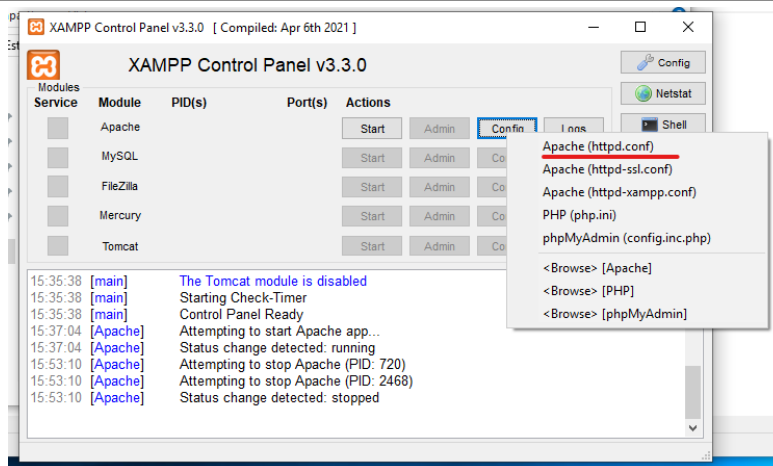 XAMPP Control Panel v3.3.0 [ Compiled: Apr 6th 2021 ]
XAMPP Control Panel v3.3.0
Config
Modules
Service Module PID(s) Port(s) Actions
Netstat
Apache Start Admin Config Logs
Shell
MySQL Start Admin
FileZilla Start Admin
Mercury Start Admin
Tomcat Start Admin
Apache (httpd.conf)
Apache (httpd-ssl.conf)
Apache (httpd-xampp.conf)
PHP (php.ini)
phpMyAdmin (config.inc.php)
<Browse> [Apache]
<Browse> [PHP]
<Browse> [phpMyAdmin]
15:35:38 [main] The Tomcat module is disabled
15:35:38 [main] Starting Check-Timer
15:35:38 [main] Control Panel Ready
15:37:04 [Apache] Attempting to start Apache app...
15:37:04 [Apache] Status change detected: running
15:53:10 [Apache] Attempting to stop Apache (PID: 720)
15:53:10 [Apache] Attempting to stop Apache (PID: 2468)
15:53:10 [Apache] Status change detected: stopped